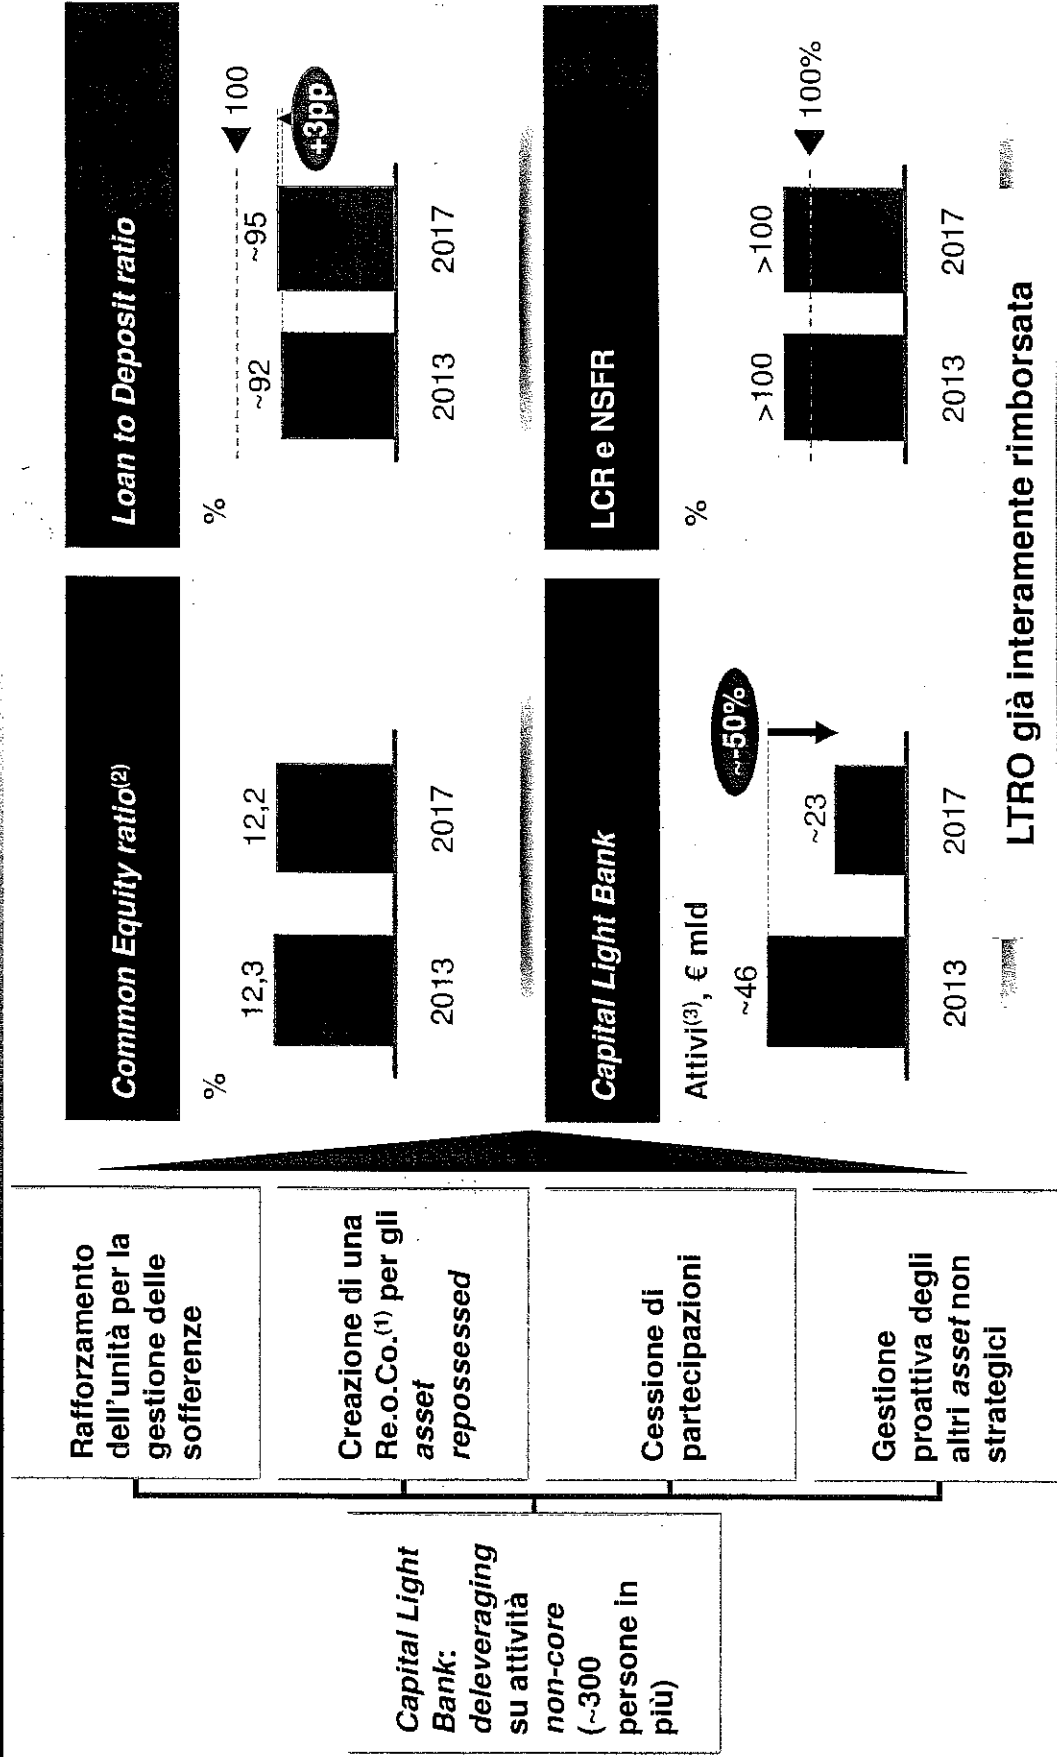 Capital Light
Bank:
deleveraging
su attività
non-core
(~300
persone in
più)
Rafforzamento
dell'unità per la
gestione delle
sofferenze
Creazione di una
Re.o.Co.(1) per gli
asset
repossessed
Cessione di
partecipazioni
Gestione
proattiva degli
altri asset non
strategici
Common Equity ratio(2)
%
12,3
12,2
2013
2017
Loan to Deposit ratio
%
~92
~95
100
+3pp
2013
2017
Capital Light Bank
Attivi(3), € mld
~46
~23
~-50%
2013
2017
LCR e NSFR
%
>100
>100
100%
2013
2017
LTRO già interamente rimborsata